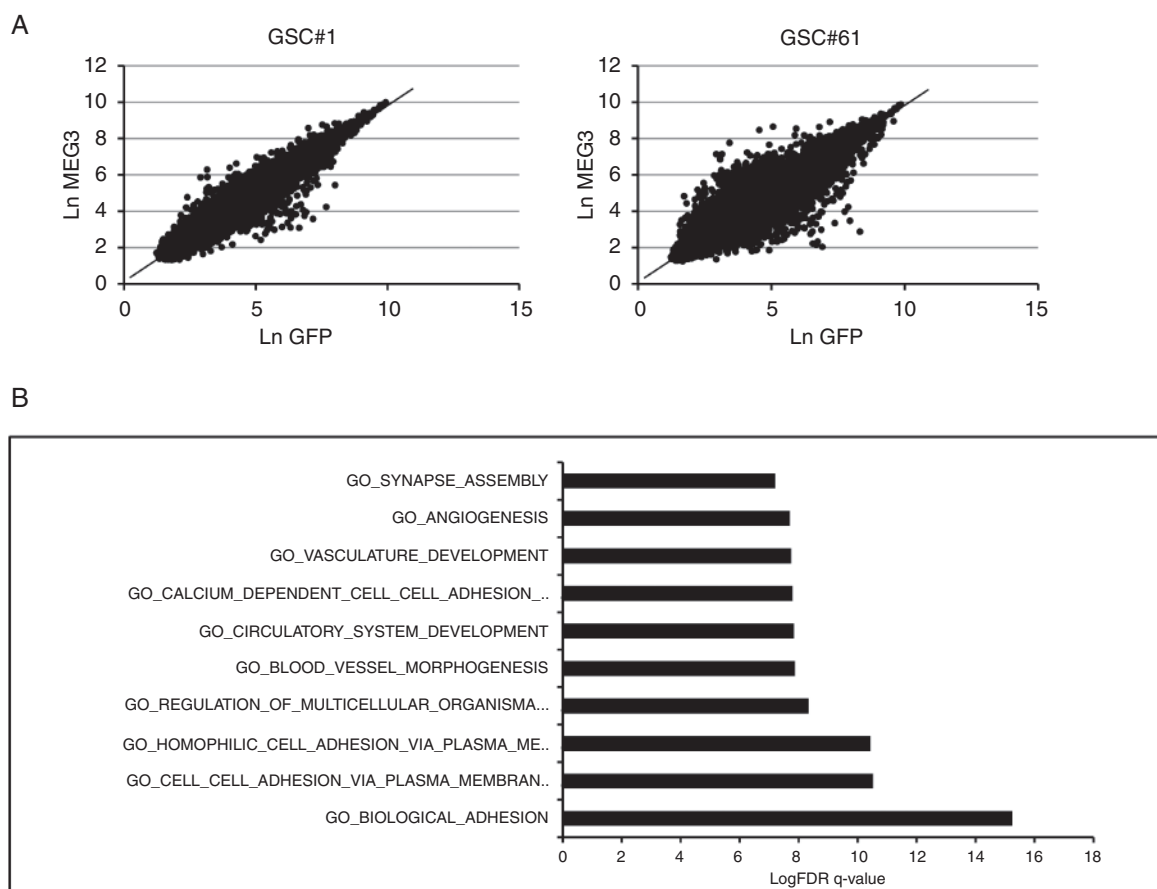 A
GSC#1
GSC#61
Ln MEG3
12
10
8
6
4
2
0
0 5 10 15
Ln GFP
Ln MEG3
12
10
8
6
4
2
0
0 5 10 15
Ln GFP
B
GO_SYNAPSE_ASSEMBLY
GO_ANGIOGENESIS
GO_VASCULATURE_DEVELOPMENT
GO_CALCIUM_DEPENDENT_CELL_CELL_ADHESION_..
GO_CIRCULATORY_SYSTEM_DEVELOPMENT
GO_BLOOD_VESSEL_MORPHOGENESIS
GO_REGULATION_OF_MULTICELLULAR_ORGANISMA...
GO_HOMOPHILIC_CELL_ADHESION_VIA_PLASMA_ME..
GO_CELL_CELL_ADHESION_VIA_PLASMA_MEMBRAN..
GO_BIOLOGICAL_ADHESION
0 2 4 6 8 10 12 14 16 18
LogFDR q-value